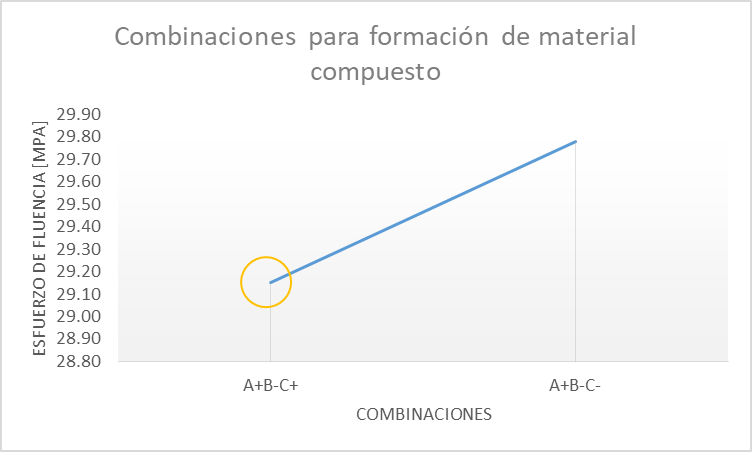 Combinaciones para formación de material
compuesto
ESFUERZO DE FLUENCIA [MPA]
29.90
29.80
29.70
29.60
29.50
29.40
29.30
29.20
29.10
29.00
28.90
28.80
A+B-C+
A+B-C-
COMBINACIONES